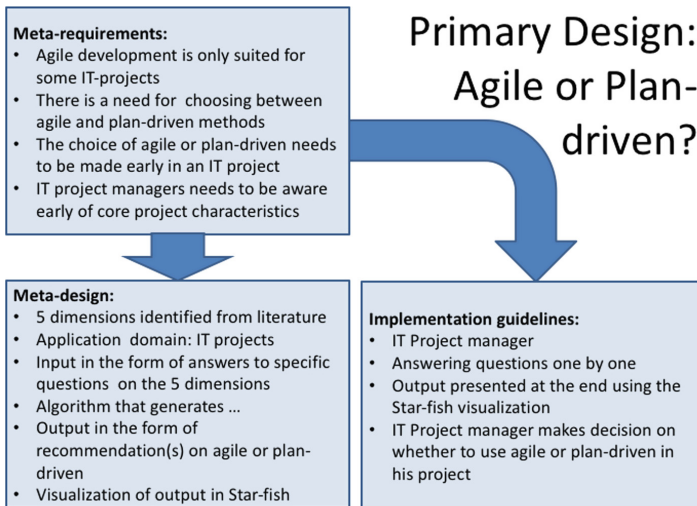 Primary Design:
Agile or Plan-
driven?
Meta-requirements:
• Agile development is only suited for
some IT-projects
• There is a need for choosing between
agile and plan-driven methods
• The choice of agile or plan-driven needs
to be made early in an IT project
• IT project managers needs to be aware
early of core project characteristics
Meta-design:
• 5 dimensions identified from literature
• Application domain: IT projects
• Input in the form of answers to specific
questions on the 5 dimensions
• Algorithm that generates ...
• Output in the form of
recommendation(s) on agile or plan-
driven
• Visualization of output in Star-fish
Implementation guidelines:
• IT Project manager
• Answering questions one by one
• Output presented at the end using the
Star-fish visualization
• IT Project manager makes decision on
whether to use agile or plan-driven in
his project